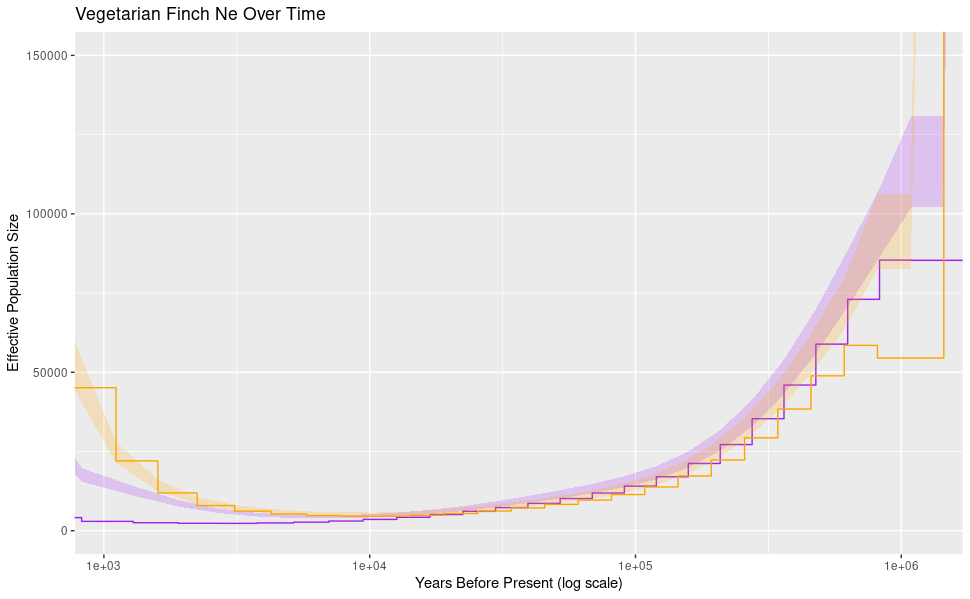 Vegetarian Finch Ne Over Time
150000
100000
50000
0
Effective Population Size
1e+03
1e+04
1e+05
1e+06
Years Before Present (log scale)